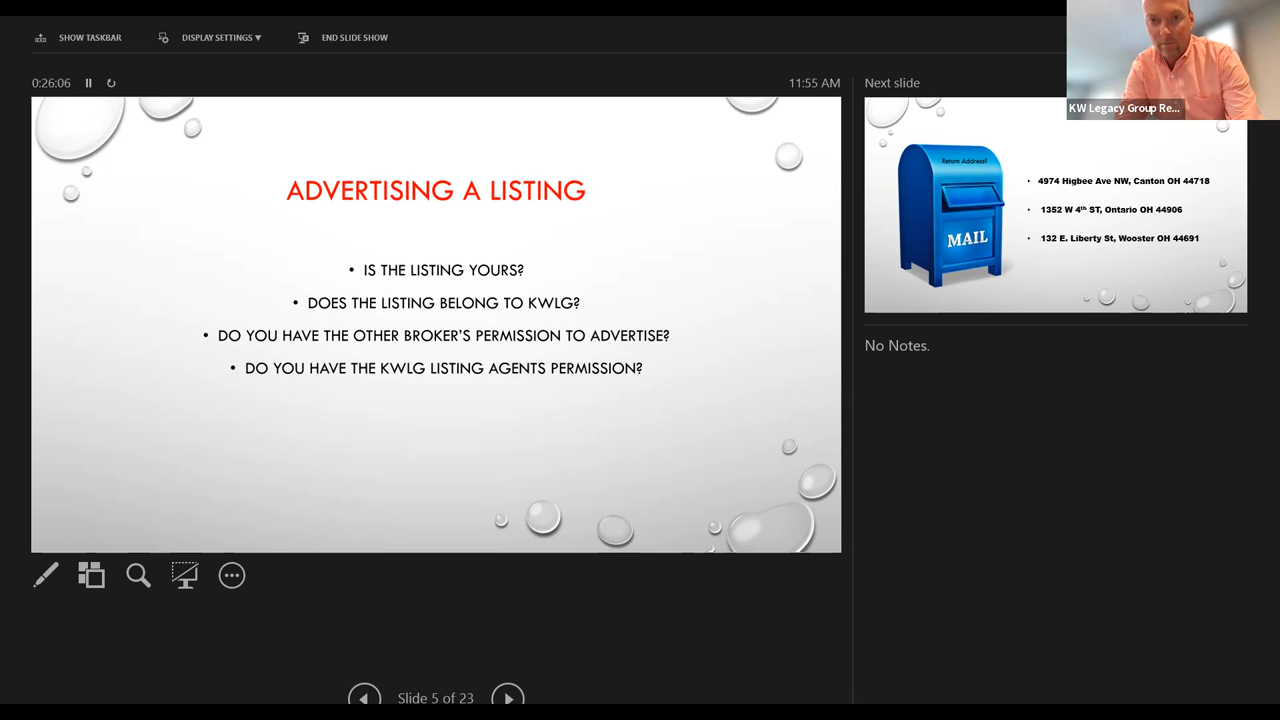 SHOW TASKBAR
DISPLAY SETTINGS ▼
END SLIDE SHOW
0:26:06
11:55 AM
ADVERTISING A LISTING
• IS THE LISTING YOURS?
• DOES THE LISTING BELONG TO KWLG?
• DO YOU HAVE THE OTHER BROKER'S PERMISSION TO ADVERTISE?
• DO YOU HAVE THE KWLG LISTING AGENTS PERMISSION?
Slide 5 of 23
Next slide
KW Legacy Group Re...
Return Address?
MAIL
• 4974 Higbee Ave NW, Canton OH 44718
• 1352 W 4th ST, Ontario OH 44906
• 132 E. Liberty St, Wooster OH 44691
No Notes.